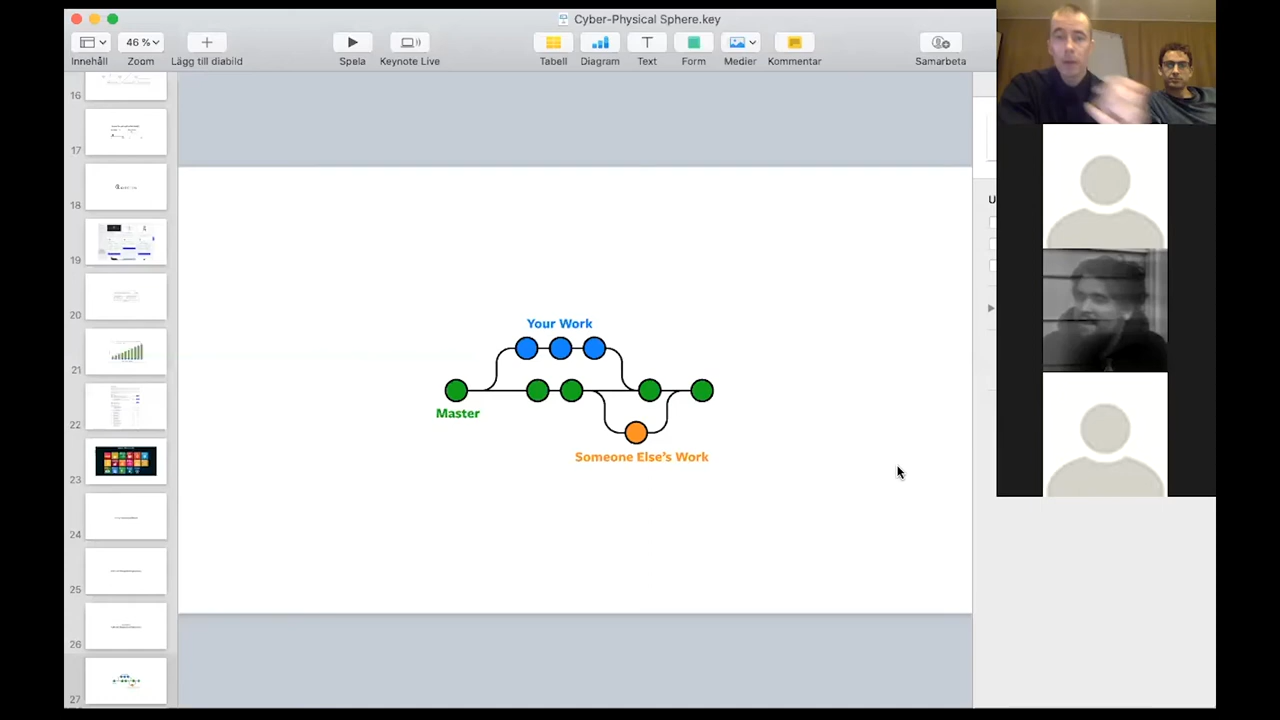 Cyber-Physical Sphere.key
46 %
Innehåll
Zoom
Lägg till diabild
Spela
Keynote Live
Tabell
Diagram
Text
Form
Medier
Kommentar
Samarbeta
16
17
18
19
20
21
22
23
24
25
26
27
Your Work
Master
Someone Else's Work
U